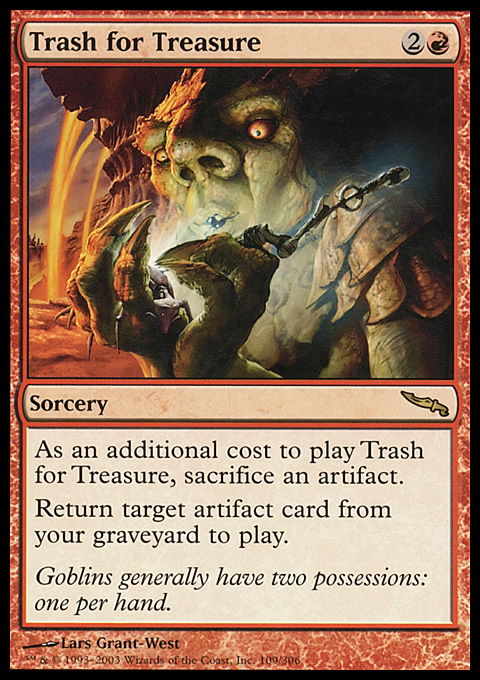 Trash for Treasure 2
Sorcery
As an additional cost to play Trash
for Treasure, sacrifice an artifact.
Return target artifact card from
your graveyard to play.
Goblins generally have two possessions:
one per hand.
Lars Grant-West
™ & © 1993–2003 Wizards of the Coast, Inc. 109/306